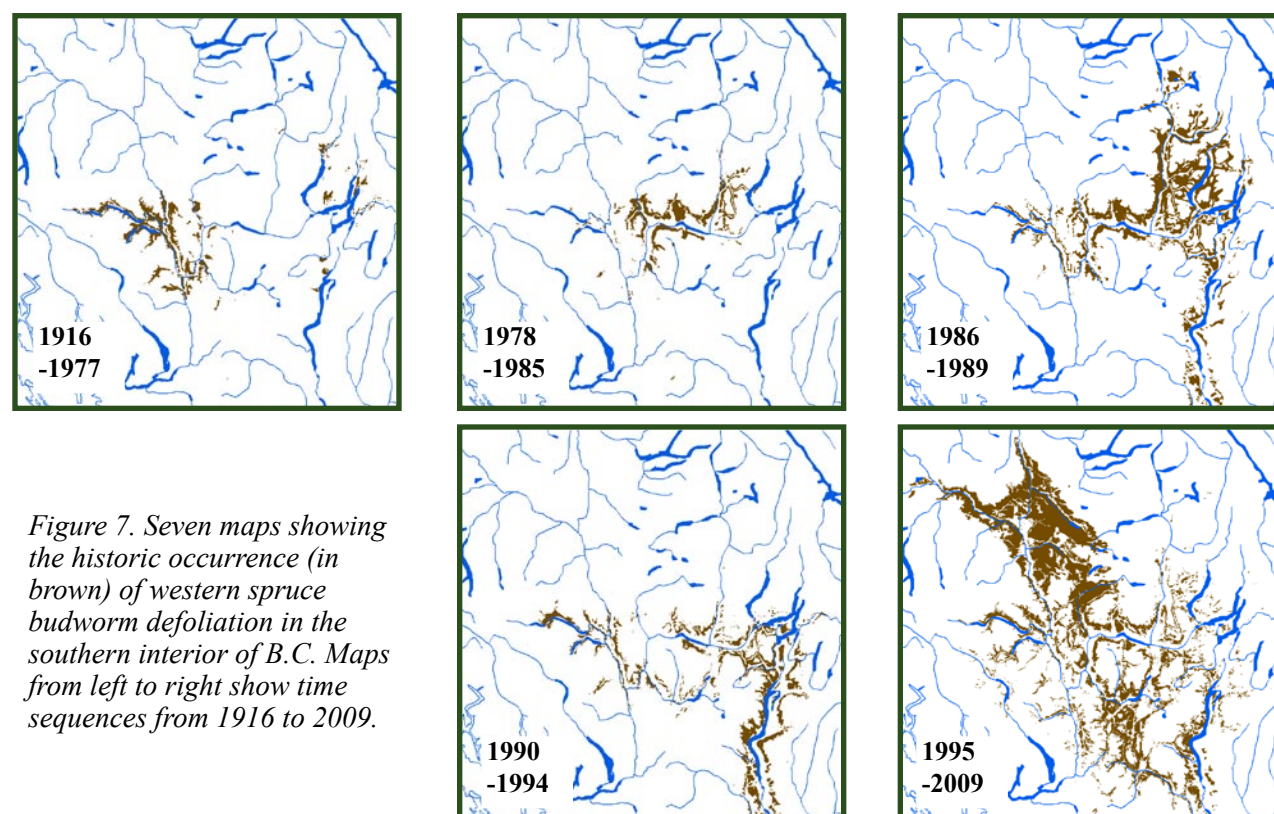 1916
-1977
1978
-1985
1986
-1989
Figure 7. Seven maps showing
the historic occurrence (in
brown) of western spruce
budworm defoliation in the
southern interior of B.C. Maps
from left to right show time
sequences from 1916 to 2009.
1990
-1994
1995
-2009